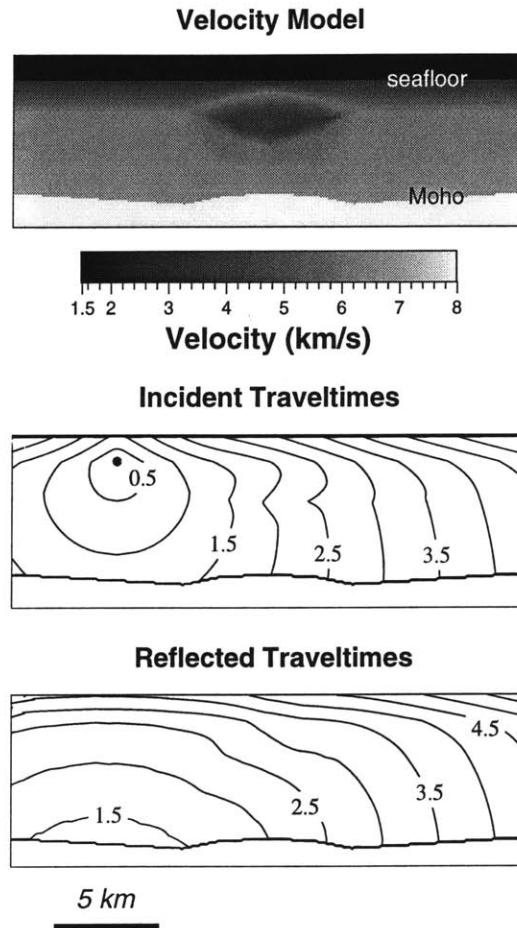 Velocity Model
seafloor
Moho
1.5 2 3 4 5 6 7 8
Velocity (km/s)
Incident Traveltimes
0.5
1.5
2.5
3.5
Reflected Traveltimes
4.5
1.5
2.5
3.5
5 km